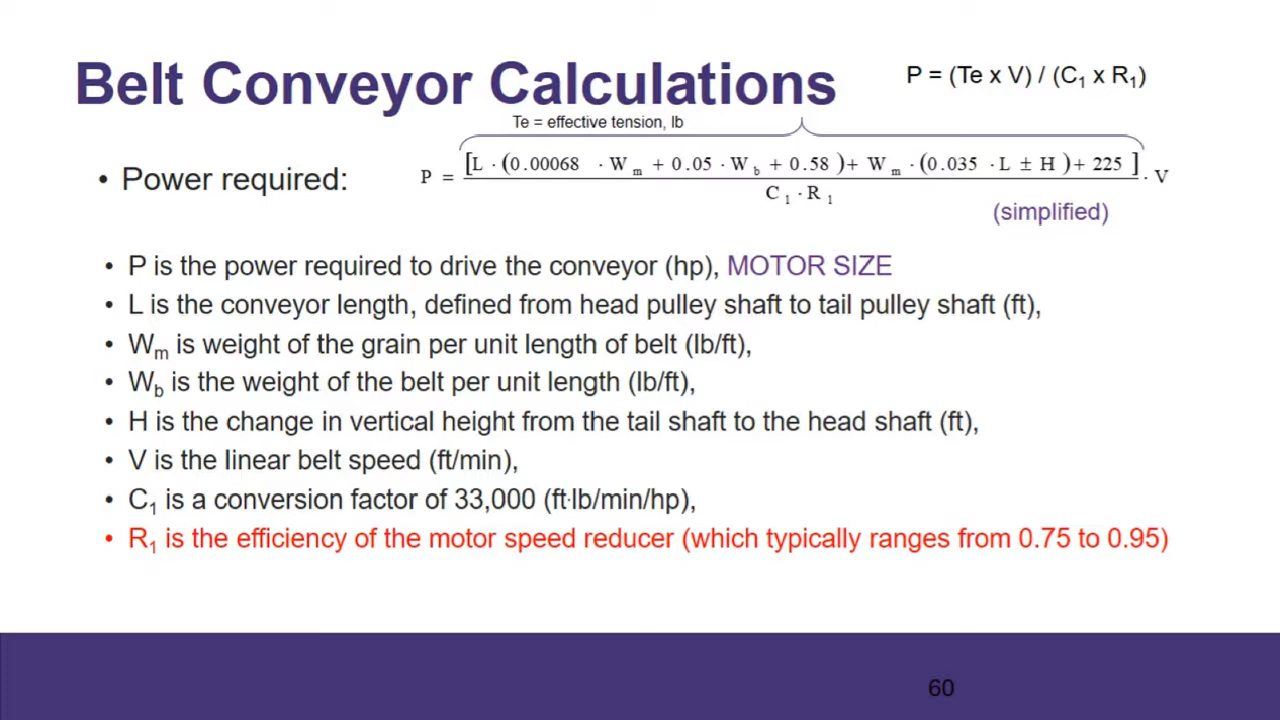 Belt Conveyor Calculations
P = (Te x V) / (C₁ x R₁)
Te = effective tension, lb
• Power required:
P = [L · (0.00068 · Wₘ + 0.05 · W_b + 0.58) + Wₘ · (0.035 · L ± H) + 225] / (C₁ · R₁) · V
(simplified)
• P is the power required to drive the conveyor (hp), MOTOR SIZE
• L is the conveyor length, defined from head pulley shaft to tail pulley shaft (ft),
• Wₘ is weight of the grain per unit length of belt (lb/ft),
• W_b is the weight of the belt per unit length (lb/ft),
• H is the change in vertical height from the tail shaft to the head shaft (ft),
• V is the linear belt speed (ft/min),
• C₁ is a conversion factor of 33,000 (ft·lb/min/hp),
• R₁ is the efficiency of the motor speed reducer (which typically ranges from 0.75 to 0.95)
60